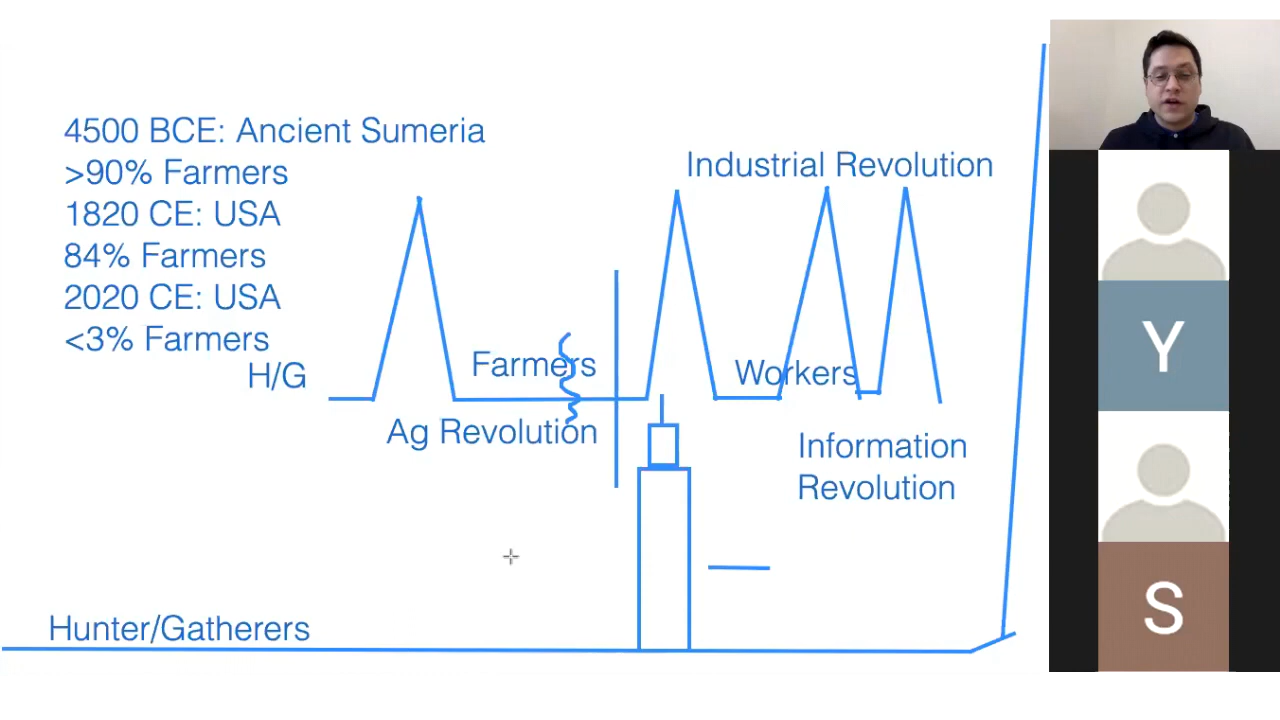 4500 BCE: Ancient Sumeria
>90% Farmers
1820 CE: USA
84% Farmers
2020 CE: USA
<3% Farmers
H/G
Farmers
Ag Revolution
Industrial Revolution
Workers
Information
Revolution
Hunter/Gatherers
Y
S